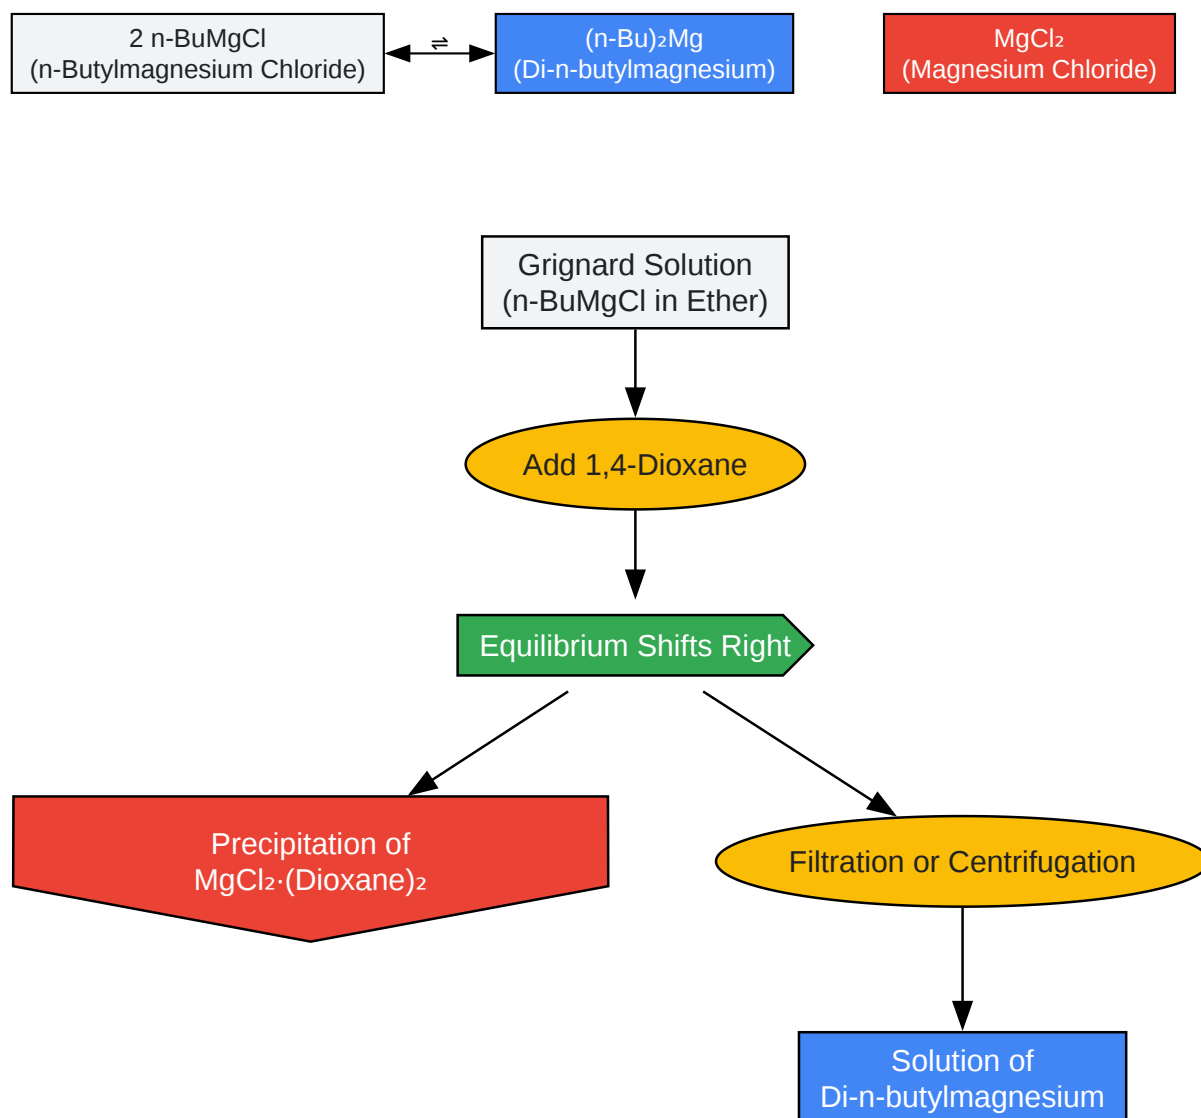 2 n-BuMgCl
(n-Butylmagnesium Chloride)
⇌
(n-Bu)₂Mg
(Di-n-butylmagnesium)
MgCl₂
(Magnesium Chloride)
Grignard Solution
(n-BuMgCl in Ether)
Add 1,4-Dioxane
Equilibrium Shifts Right
Precipitation of
MgCl₂·(Dioxane)₂
Filtration or Centrifugation
Solution of
Di-n-butylmagnesium